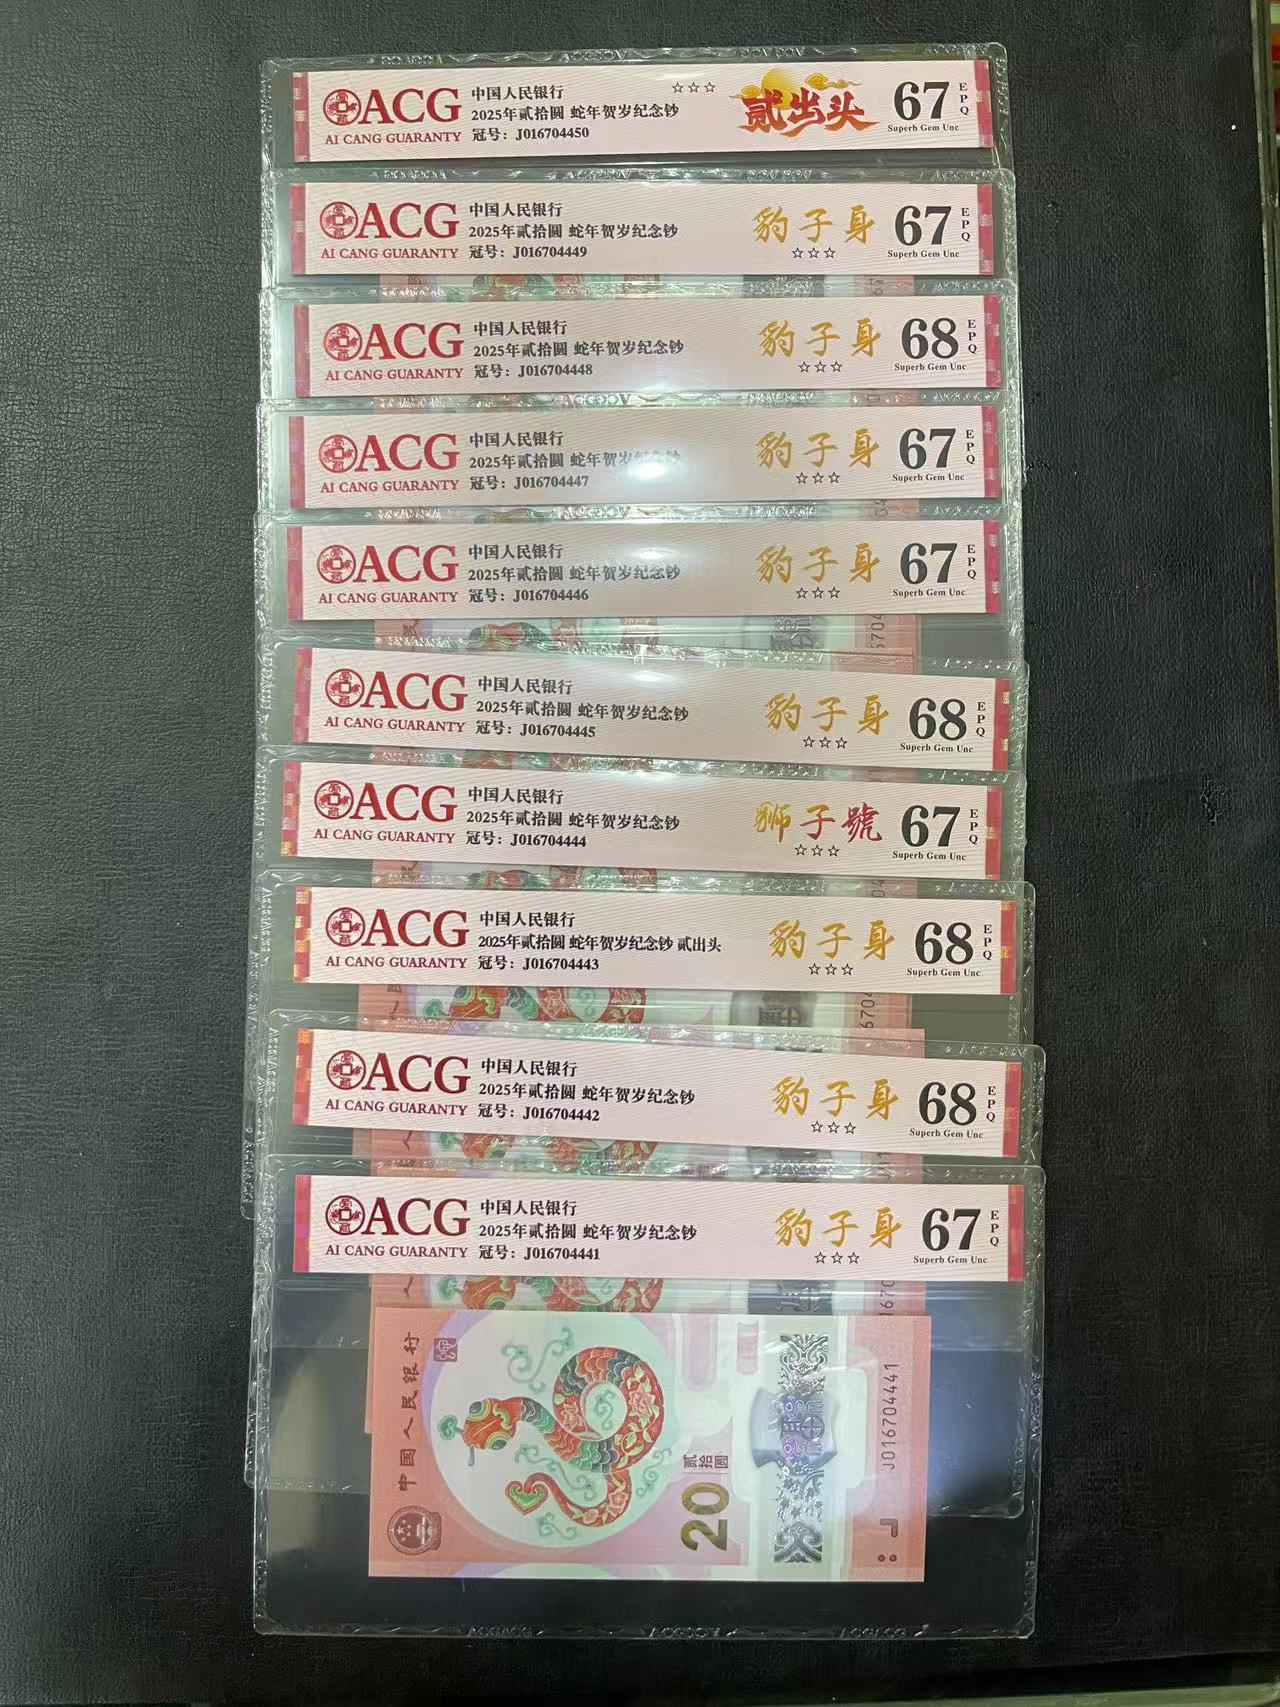 ACG
AI CANG GUARANTY
中国人民银行
2025年贰拾圆 蛇年贺岁纪念钞
冠号：J016704450
☆☆☆
贰出头
67
EPQ
Superb Gem Unc
ACG
AI CANG GUARANTY
中国人民银行
2025年贰拾圆 蛇年贺岁纪念钞
冠号：J016704449
豹子身
☆☆☆
67
EPQ
Superb Gem Unc
ACG
AI CANG GUARANTY
中国人民银行
2025年贰拾圆 蛇年贺岁纪念钞
冠号：J016704448
豹子身
☆☆☆
68
EPQ
Superb Gem Unc
ACG
AI CANG GUARANTY
中国人民银行
2025年贰拾圆 蛇年贺岁纪念钞
冠号：J016704447
豹子身
☆☆☆
67
EPQ
Superb Gem Unc
ACG
AI CANG GUARANTY
中国人民银行
2025年贰拾圆 蛇年贺岁纪念钞
冠号：J016704446
豹子身
☆☆☆
67
EPQ
Superb Gem Unc
ACG
AI CANG GUARANTY
中国人民银行
2025年贰拾圆 蛇年贺岁纪念钞
冠号：J016704445
豹子身
☆☆☆
68
EPQ
Superb Gem Unc
ACG
AI CANG GUARANTY
中国人民银行
2025年贰拾圆 蛇年贺岁纪念钞
冠号：J016704444
狮子號
☆☆☆
67
EPQ
Superb Gem Unc
ACG
AI CANG GUARANTY
中国人民银行
2025年贰拾圆 蛇年贺岁纪念钞 贰出头
冠号：J016704443
豹子身
☆☆☆
68
EPQ
Superb Gem Unc
ACG
AI CANG GUARANTY
中国人民银行
2025年贰拾圆 蛇年贺岁纪念钞
冠号：J016704442
豹子身
☆☆☆
68
EPQ
Superb Gem Unc
ACG
AI CANG GUARANTY
中国人民银行
2025年贰拾圆 蛇年贺岁纪念钞
冠号：J016704441
豹子身
☆☆☆
67
EPQ
Superb Gem Unc
中国人民银行
贰拾圆
20
J016704441